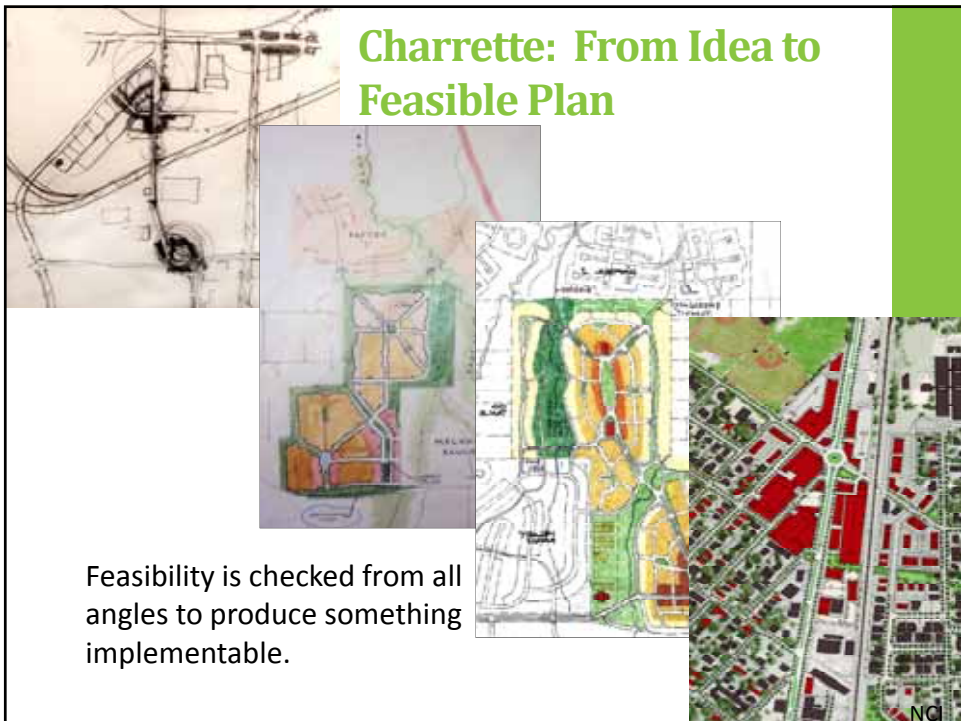 Charrette: From Idea to
Feasible Plan
Feasibility is checked from all
angles to produce something
implementable.
NCI